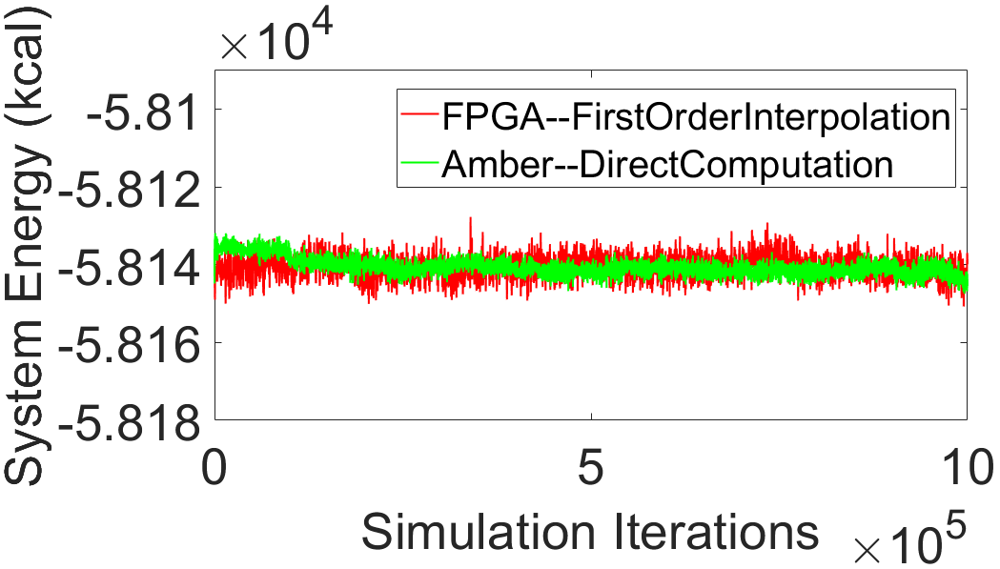 ×10^4
System Energy (kcal)
-5.81
-5.812
-5.814
-5.816
-5.818
FPGA--FirstOrderInterpolation
Amber--DirectComputation
0 5 10
Simulation Iterations
×10^5